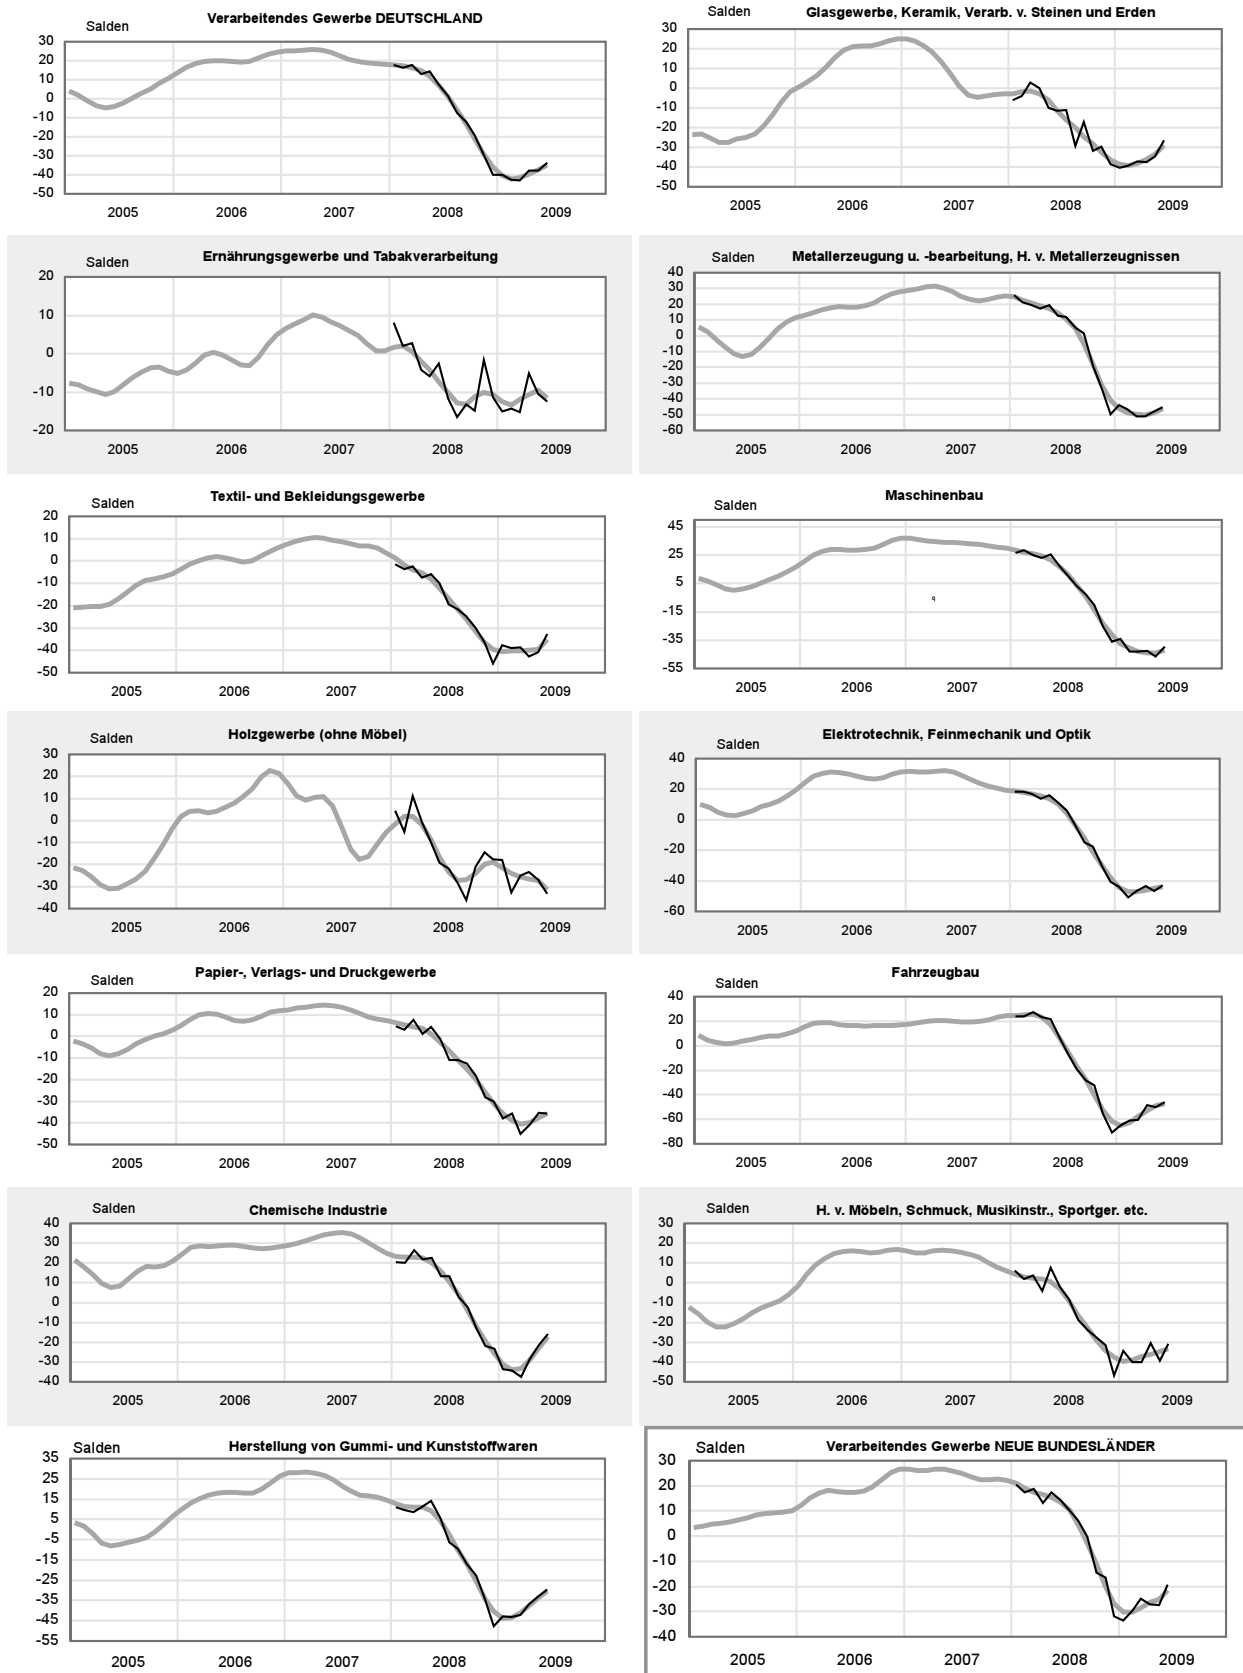 Verarbeitendes Gewerbe DEUTSCHLAND
Salden
30
20
10
0
-10
-20
-30
-40
-50
2005 2006 2007 2008 2009
Glasgewerbe, Keramik, Verarb. v. Steinen und Erden
Salden
30
20
10
0
-10
-20
-30
-40
-50
2005 2006 2007 2008 2009
Ernährungsgewerbe und Tabakverarbeitung
Salden
20
10
0
-10
-20
2005 2006 2007 2008 2009
Metallerzeugung u. -bearbeitung, H. v. Metallerzeugnissen
Salden
40
30
20
10
0
-10
-20
-30
-40
-50
-60
2005 2006 2007 2008 2009
Textil- und Bekleidungsgewerbe
Salden
20
10
0
-10
-20
-30
-40
-50
2005 2006 2007 2008 2009
Maschinenbau
Salden
45
25
5
-15
-35
-55
q
2005 2006 2007 2008 2009
Holzgewerbe (ohne Möbel)
Salden
30
20
10
0
-10
-20
-30
-40
2005 2006 2007 2008 2009
Elektrotechnik, Feinmechanik und Optik
Salden
40
20
0
-20
-40
-60
2005 2006 2007 2008 2009
Papier-, Verlags- und Druckgewerbe
Salden
20
10
0
-10
-20
-30
-40
-50
2005 2006 2007 2008 2009
Fahrzeugbau
Salden
40
20
0
-20
-40
-60
-80
2005 2006 2007 2008 2009
Chemische Industrie
Salden
40
30
20
10
0
-10
-20
-30
-40
2005 2006 2007 2008 2009
H. v. Möbeln, Schmuck, Musikinstr., Sportger. etc.
Salden
30
20
10
0
-10
-20
-30
-40
-50
2005 2006 2007 2008 2009
Herstellung von Gummi- und Kunststoffwaren
Salden
35
25
15
5
-5
-15
-25
-35
-45
-55
2005 2006 2007 2008 2009
Verarbeitendes Gewerbe NEUE BUNDESLÄNDER
Salden
30
20
10
0
-10
-20
-30
-40
2005 2006 2007 2008 2009